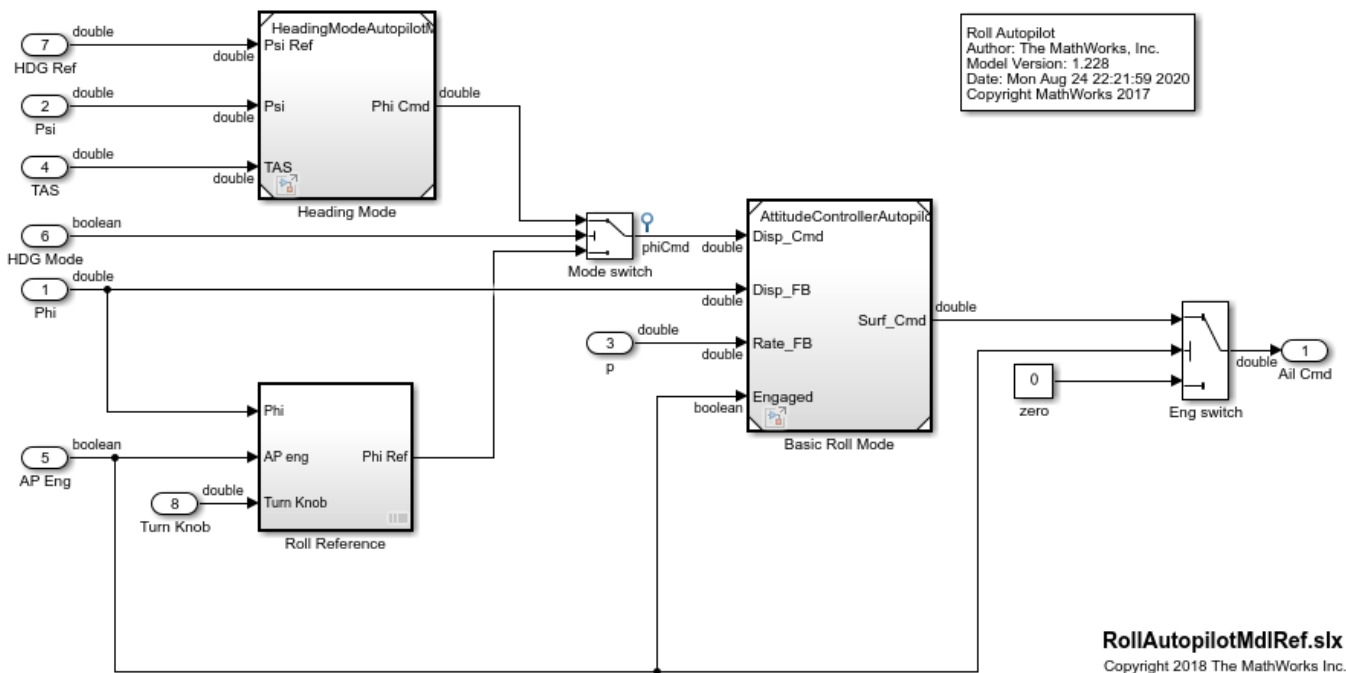 double
7
HDG Ref
double
HeadingModeAutopilotM
Psi Ref
double
2
Psi
double
Psi
Phi Cmd
double
double
4
TAS
double
TAS
Heading Mode
Roll Autopilot
Author: The MathWorks, Inc.
Model Version: 1.228
Date: Mon Aug 24 22:21:59 2020
Copyright MathWorks 2017
boolean
6
HDG Mode
Mode switch
phiCmd
double
double
1
Phi
AttitudeControllerAutopilot
Disp_Cmd
Disp_FB
double
double
3
p
double
Rate_FB
Surf_Cmd
double
Engaged
boolean
Basic Roll Mode
0
zero
Eng switch
double
1
Ail Cmd
boolean
5
AP Eng
double
8
Turn Knob
Phi
AP eng
Phi Ref
Turn Knob
Roll Reference
RollAutopilotMdlRef.slx
Copyright 2018 The MathWorks Inc.